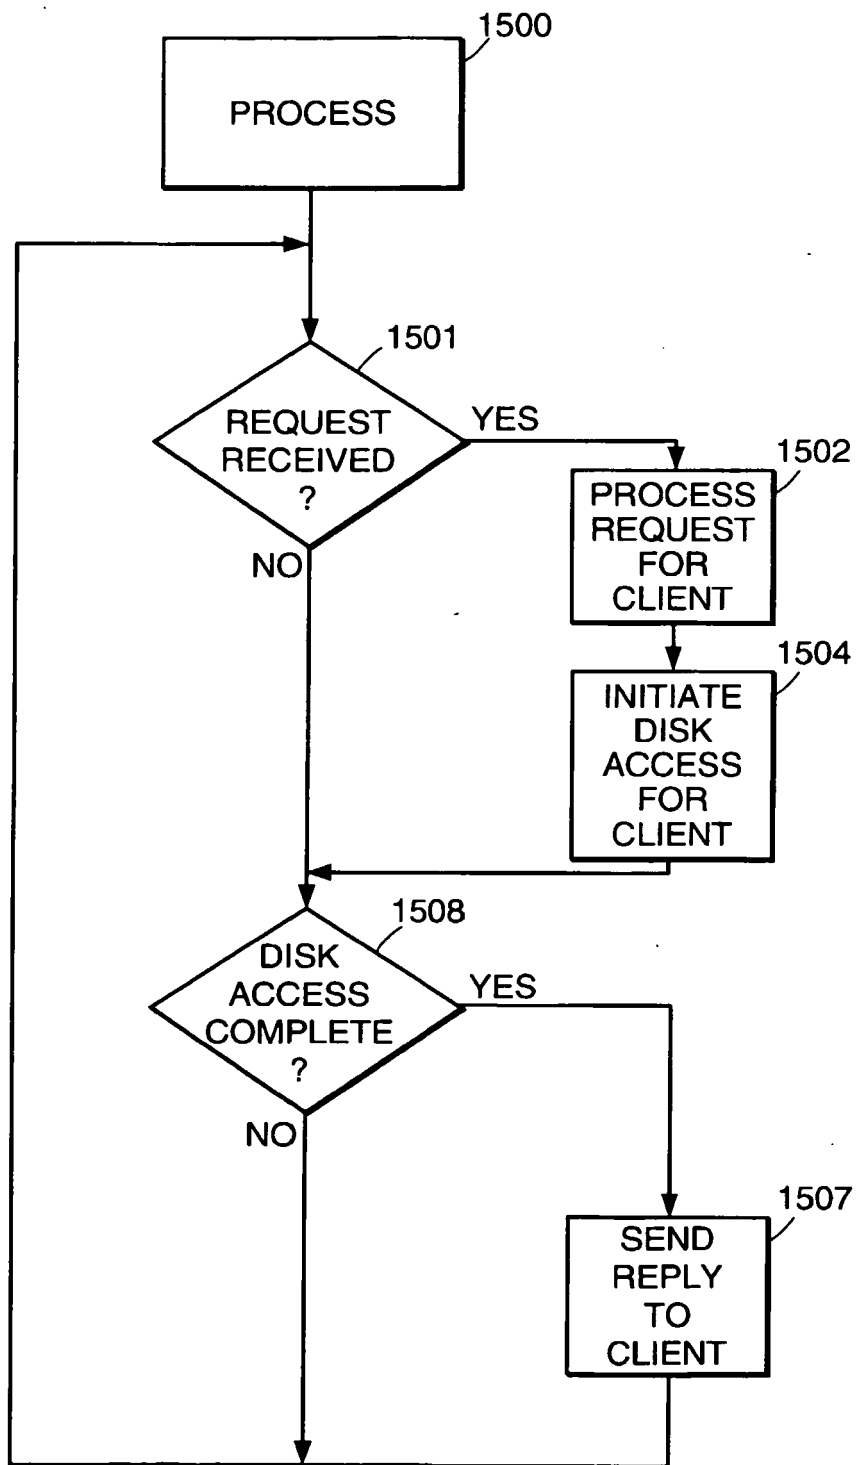 1500
PROCESS
1501
REQUEST
RECEIVED
?
YES
NO
1502
PROCESS
REQUEST
FOR
CLIENT
1504
INITIATE
DISK
ACCESS
FOR
CLIENT
1508
DISK
ACCESS
COMPLETE
?
YES
NO
1507
SEND
REPLY
TO
CLIENT